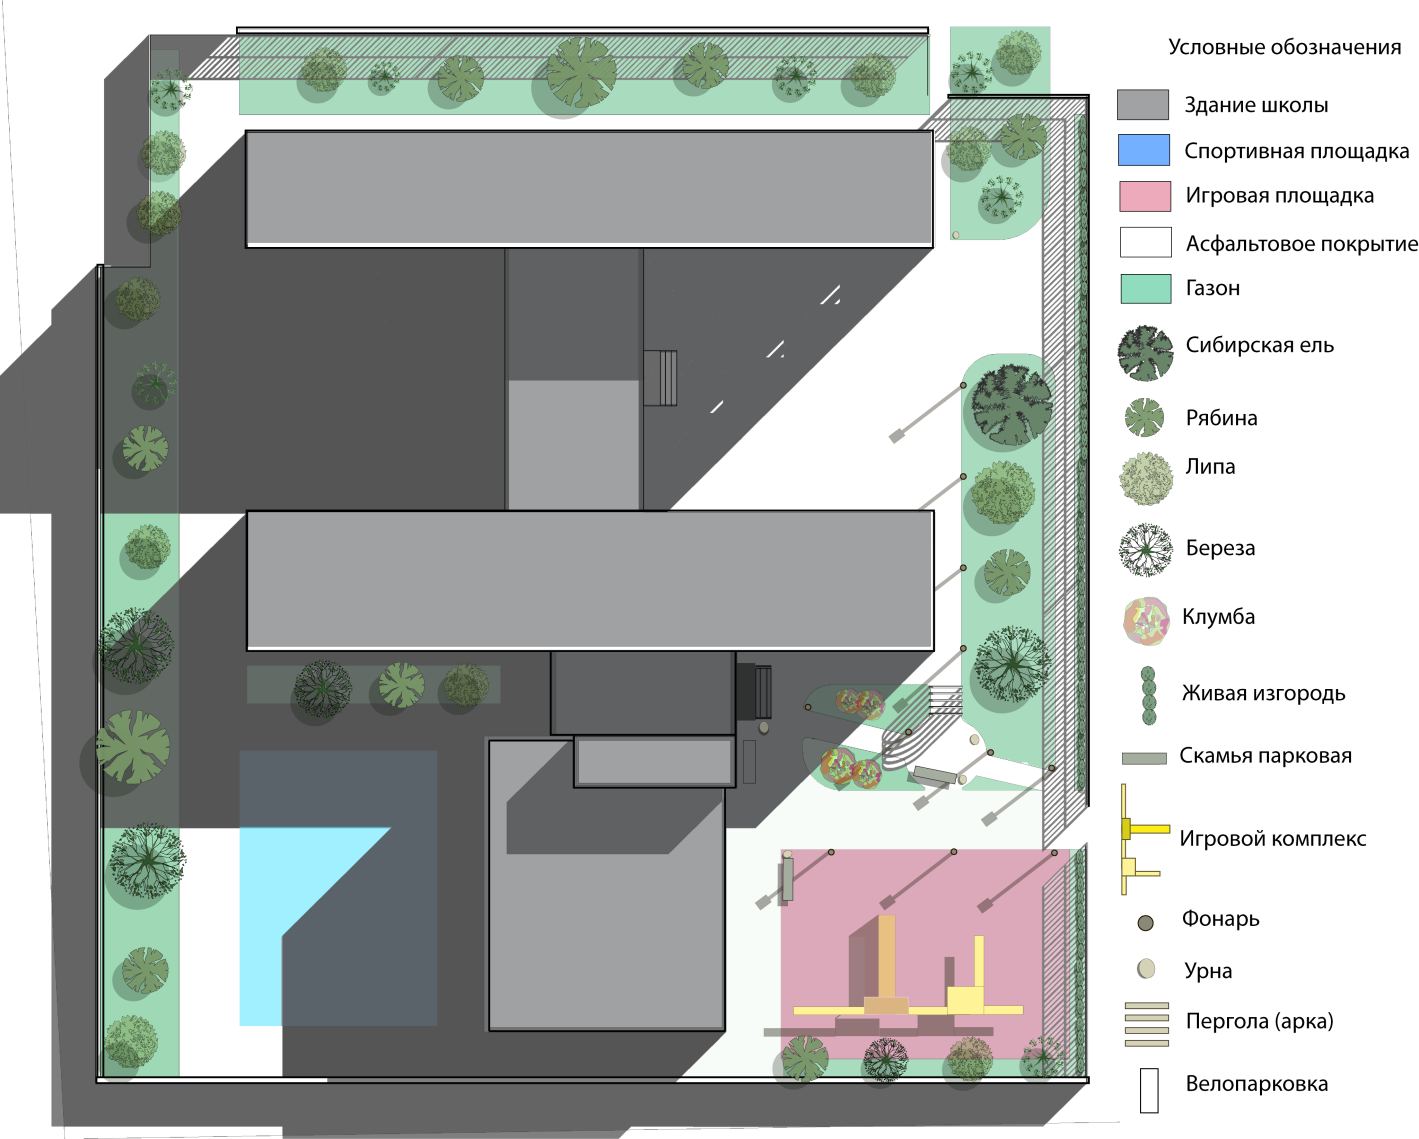 Условные обозначения
Здание школы
Спортивная площадка
Игровая площадка
Асфальтовое покрытие
Газон
Сибирская ель
Рябина
Липа
Береза
Клумба
Живая изгородь
Скамья парковая
Игровой комплекс
Фонарь
Урна
Пергола (арка)
Велопарковка